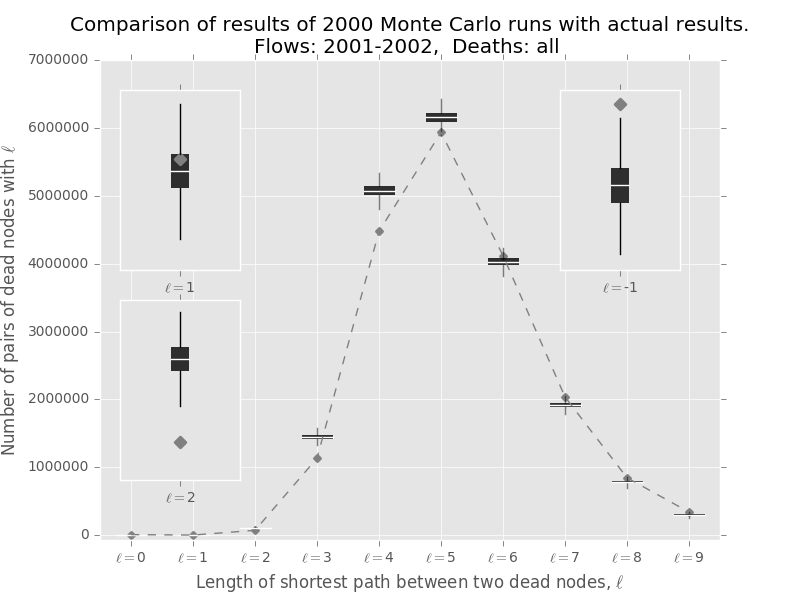 Comparison of results of 2000 Monte Carlo runs with actual results.
Flows: 2001-2002,  Deaths: all
Number of pairs of dead nodes with ℓ
7000000
6000000
5000000
4000000
3000000
2000000
1000000
0
ℓ=1
ℓ=-1
ℓ=2
ℓ=0 ℓ=1 ℓ=2 ℓ=3 ℓ=4 ℓ=5 ℓ=6 ℓ=7 ℓ=8 ℓ=9
Length of shortest path between two dead nodes, ℓ